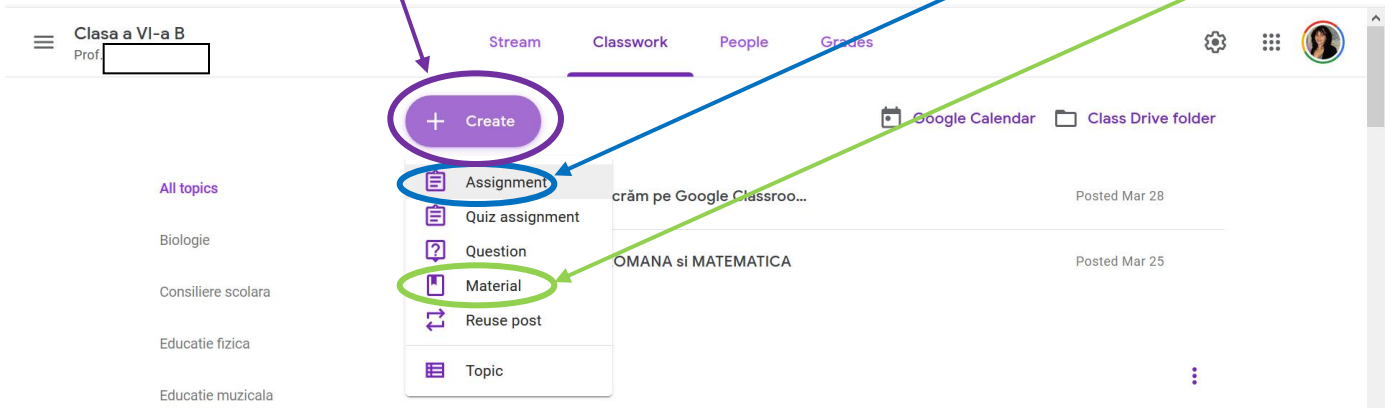 Clasa a VI-a B
Prof.
Stream Classwork People Grades
+ Create
Google Calendar Class Drive folder
All topics
Biologie
Consiliere scolara
Educatie fizica
Educatie muzicala
Assignment
Quiz assignment
Question
Material
Reuse post
Topic
crăm pe Google Classroo... Posted Mar 28
OMANA si MATEMATICA Posted Mar 25